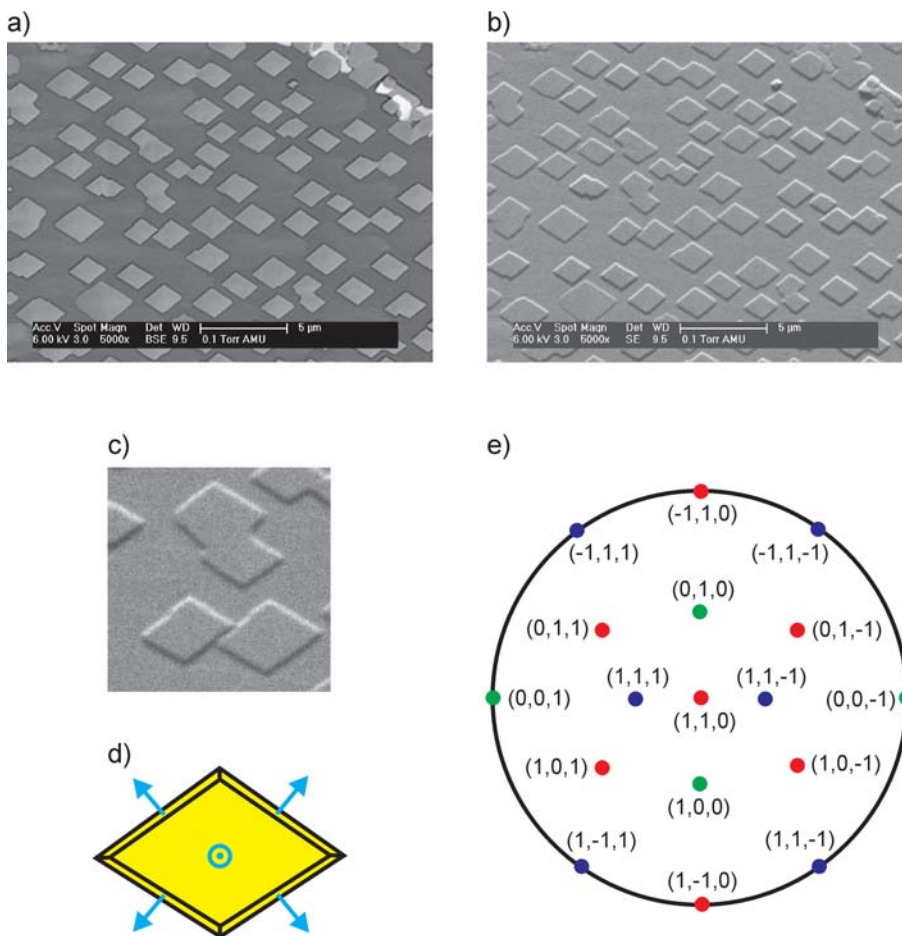 a)
b)
Acc.V Spot Magn Det WD 5 µm
6.00 kV 3.0 5000x BSE 9.5 0.1 Torr AMU
Acc.V Spot Magn Det WD 5 µm
6.00 kV 3.0 5000x SE 9.5 0.1 Torr AMU
c)
e)
(-1,1,0)
(-1,1,1) (-1,1,-1)
(0,1,0)
(0,1,1) (0,1,-1)
(1,1,1) (1,1,-1)
(0,0,1) (0,0,-1)
(1,1,0)
d)
(1,0,1) (1,0,-1)
(1,0,0)
(1,-1,1) (1,1,-1)
(1,-1,0)